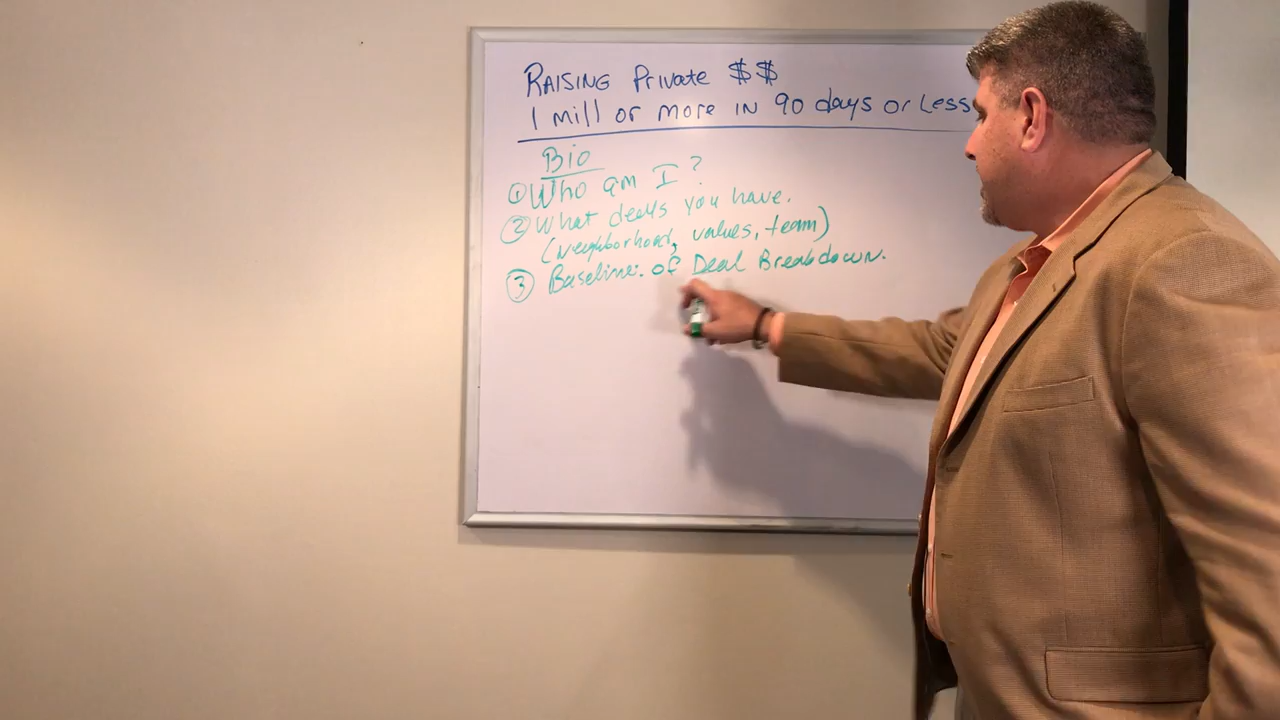 RAISING Private $$
1 mill or more in 90 days or Less
Bio
① Who am I?
② What deals you have.
(neighborhood, values, team)
③ Baseline. of Deal Breakdown.